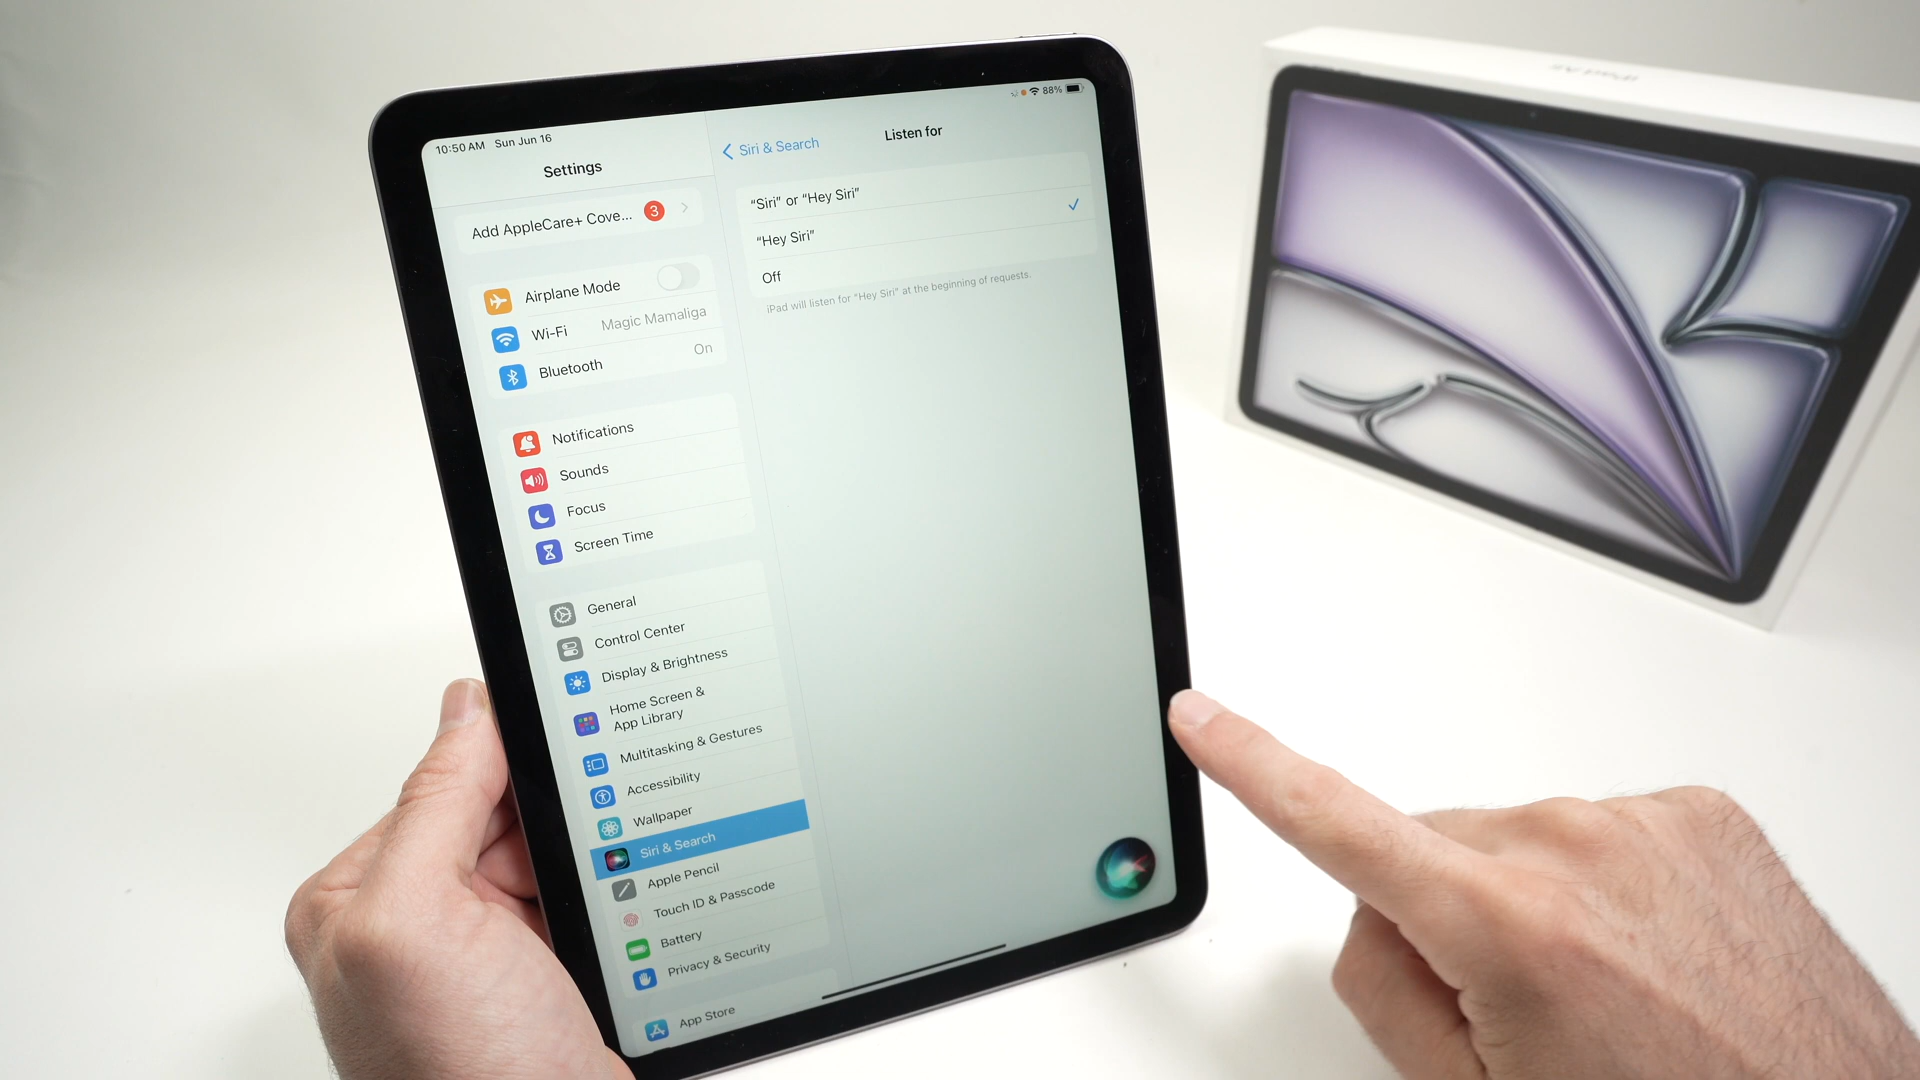 10:50 AM Sun Jun 16
88%
Settings
Add AppleCare+ Cove... 3
Airplane Mode
Wi-Fi Magic Mamaliga
Bluetooth On
Notifications
Sounds
Focus
Screen Time
General
Control Center
Display & Brightness
Home Screen &
App Library
Multitasking & Gestures
Accessibility
Wallpaper
Siri & Search
Apple Pencil
Touch ID & Passcode
Battery
Privacy & Security
App Store
Siri & Search
Listen for
“Siri” or “Hey Siri”
“Hey Siri”
Off
iPad will listen for “Hey Siri” at the beginning of requests.
iPad Air